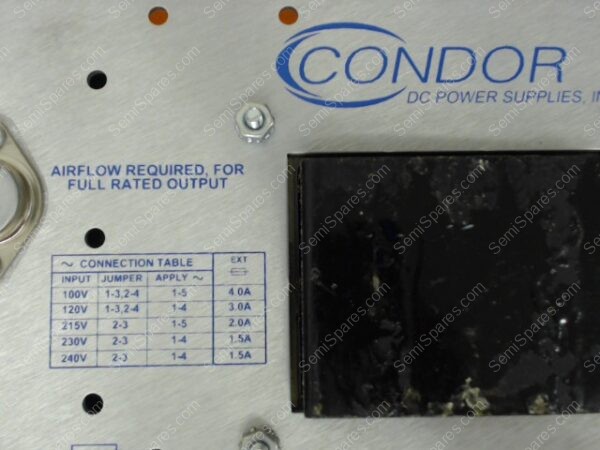 CONDOR
DC POWER SUPPLIES, IN
AIRFLOW REQUIRED, FOR
FULL RATED OUTPUT
~ CONNECTION TABLE EXT
INPUT JUMPER APPLY ~
100V 1-3,2-4 1-5 4.0A
120V 1-3,2-4 1-4 3.0A
215V 2-3 1-5 2.0A
230V 2-3 1-4 1.5A
240V 2-3 1-4 1.5A
SemiSpares.com